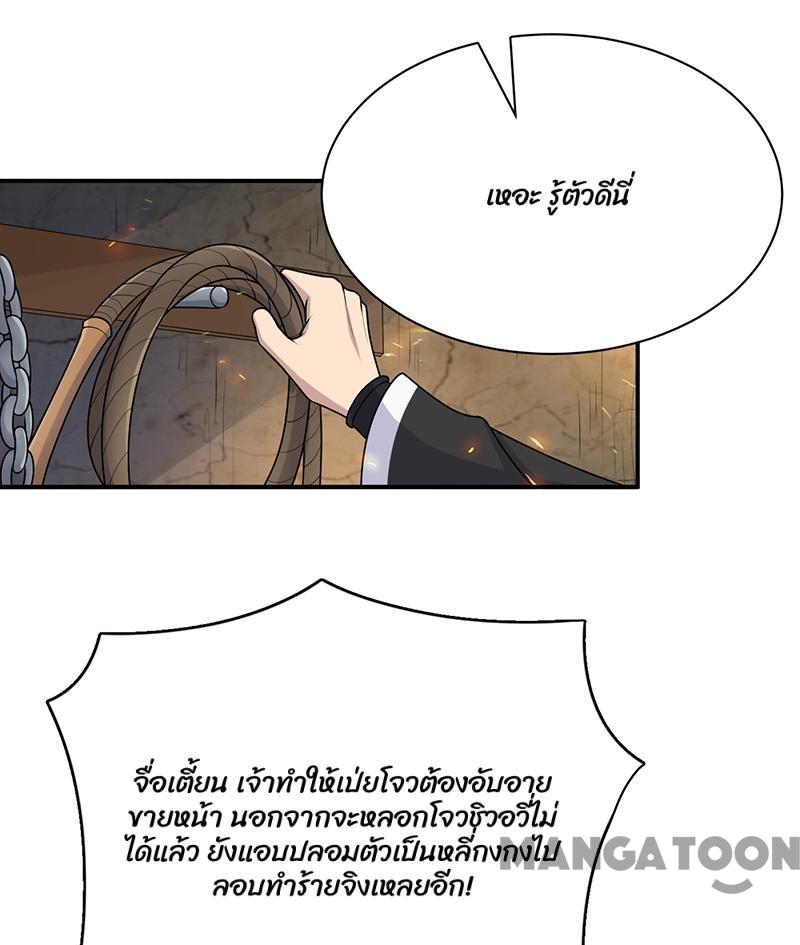 เหอะ รู้ตัวดีนี่
จื่อเตี้ยน เจ้าทำให้เป่ยโจวต้องอับอาย
ขายหน้า นอกจากจะหลอกโจวชิวอวี่ไม่
ได้แล้ว ยังแอบปลอมตัวเป็นหลี่กงกงไป
ลอบทำร้ายจิงเหลยอีก!
MANGATOON